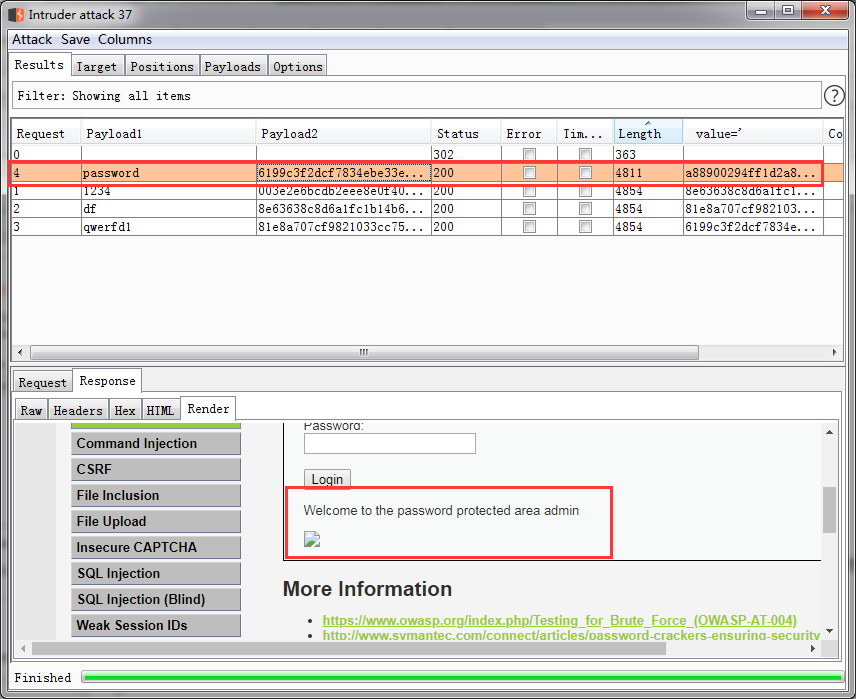 Intruder attack 37
Attack Save Columns
Results Target Positions Payloads Options
Filter: Showing all items
?
Request Payload1 Payload2 Status Error Tim... Length value=' Co
0 302 363
4 password 6199c3f2dcf7834ebe33e... 200 4811 a88900294ff1d2a8...
1 1234 003e2e6bcdb2eee8e0f40... 200 4854 8e63638c8d6a1fc1...
2 df 8e63638c8d6a1fc1b14b6... 200 4854 81e8a707cf982103...
3 qwerfd1 81e8a707cf9821033cc75... 200 4854 6199c3f2dcf7834e...
Request Response
Raw Headers Hex HTML Render
Password:
Command Injection
CSRF
File Inclusion
File Upload
Insecure CAPTCHA
SQL Injection
SQL Injection (Blind)
Weak Session IDs
Login
Welcome to the password protected area admin
More Information
https://www.owasp.org/index.php/Testing_for_Brute_Force_(OWASP-AT-004)
http://www.symantec.com/connect/articles/password-crackers-ensuring-security
Finished